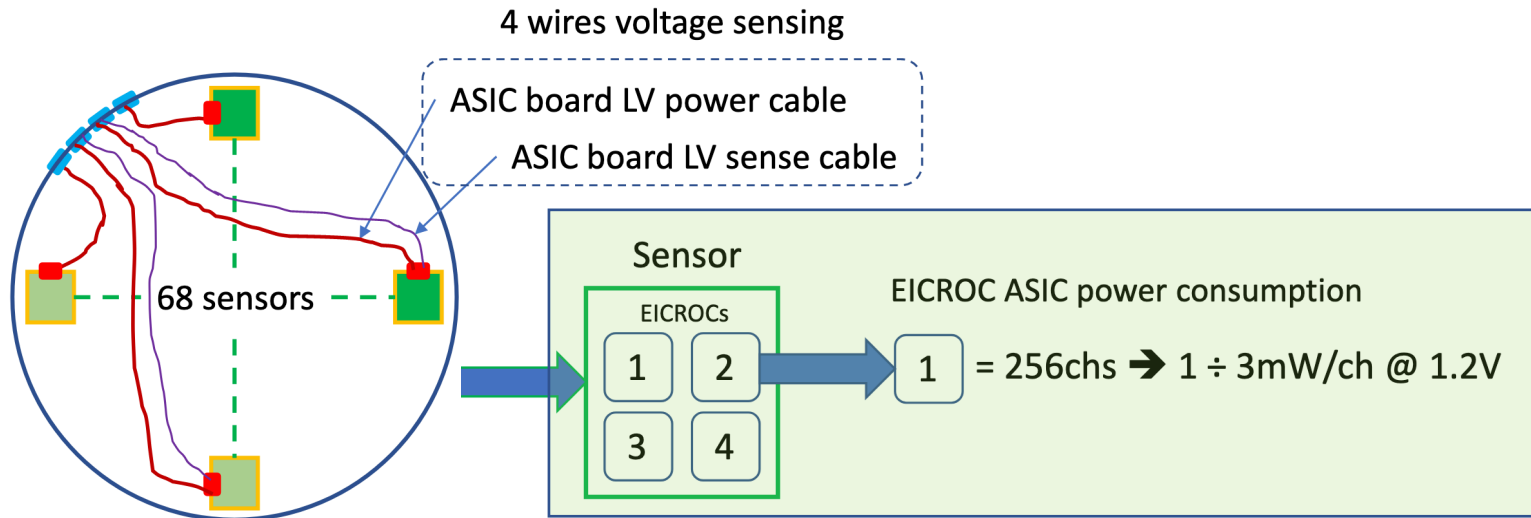 4 wires voltage sensing
ASIC board LV power cable
ASIC board LV sense cable
68 sensors
Sensor
EICROCs
1 2
3 4
EICROC ASIC power consumption
1 = 256chs ➔ 1 ÷ 3mW/ch @ 1.2V